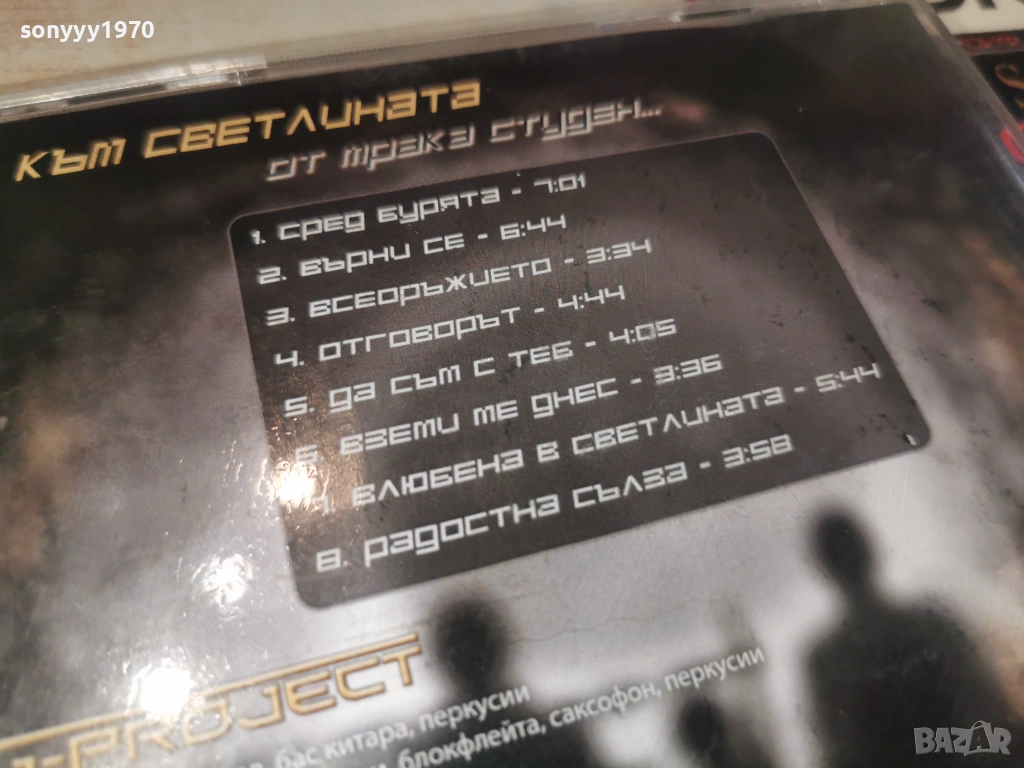 sonyyy1970
към светлината
от мрака студен...
1. сред бурята - 7:01
2. върни се - 6:44
3. всеоръжието - 3:34
4. отговорът - 4:44
5. да съм с теб - 4:05
6. вземи ме днес - 3:36
7. влюбена в светлината - 5:44
8. радостна сълза - 3:58
-PROJECT
бас китара, перкусии
блокфлейта, саксофон, перкусии
BAZAR